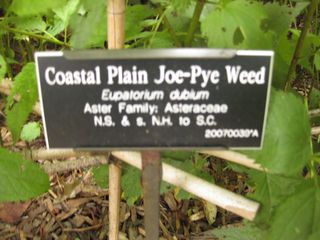 Coastal Plain Joe-Pye Weed
Eupatorium dubium
Aster Family: Asteraceae
N.S. & s. N.H. to S.C.
20070039*A